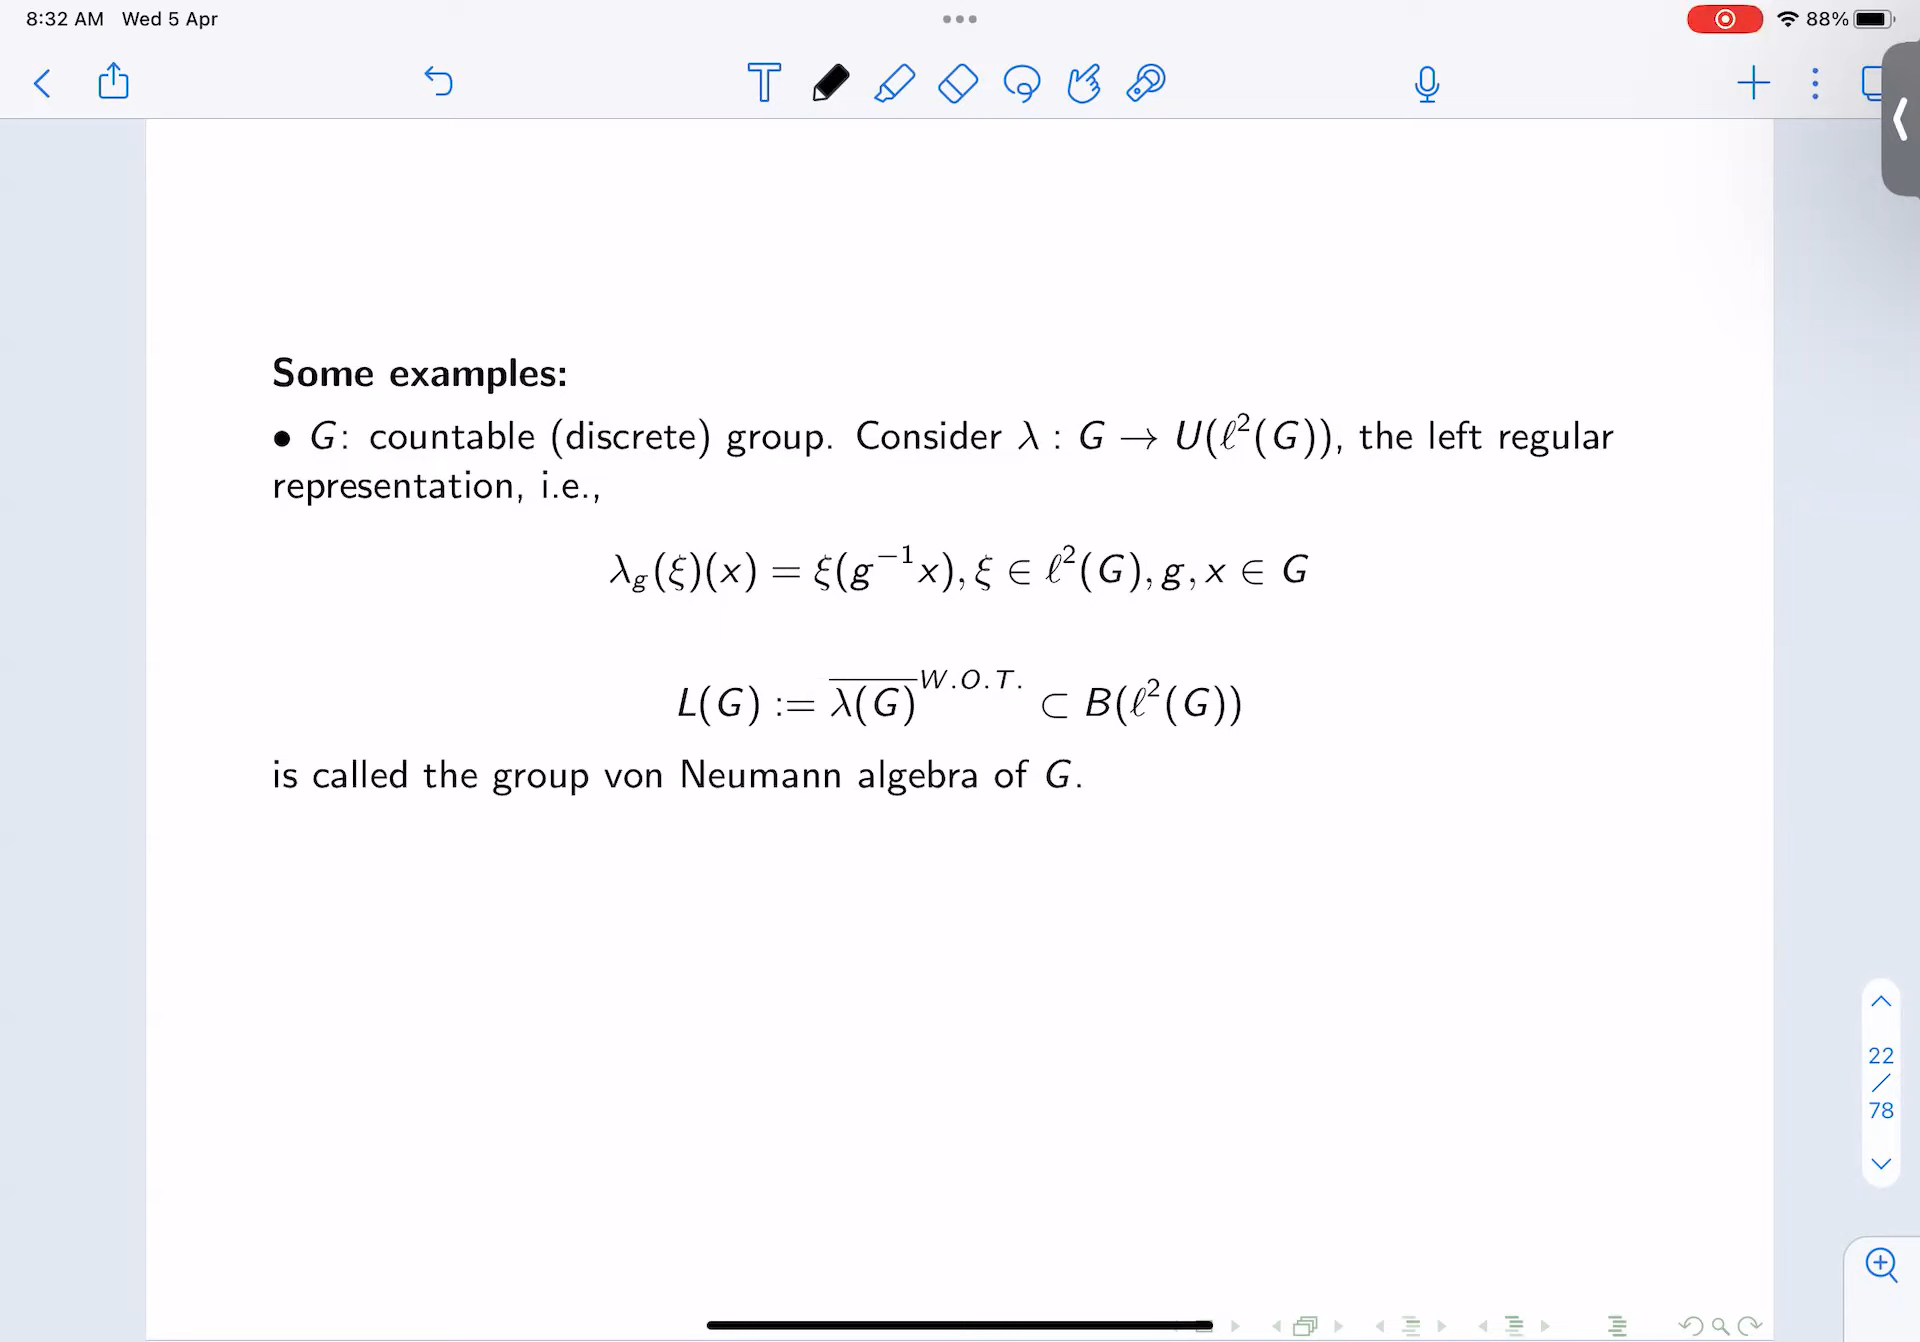 8:32 AM Wed 5 Apr
88%
Some examples:
• G: countable (discrete) group. Consider λ : G → U(ℓ²(G)), the left regular
representation, i.e.,
λ_g(ξ)(x) = ξ(g⁻¹x), ξ ∈ ℓ²(G), g, x ∈ G
L(G) := \overline{λ(G)}^{W.O.T.} ⊂ B(ℓ²(G))
is called the group von Neumann algebra of G.
22
/
78